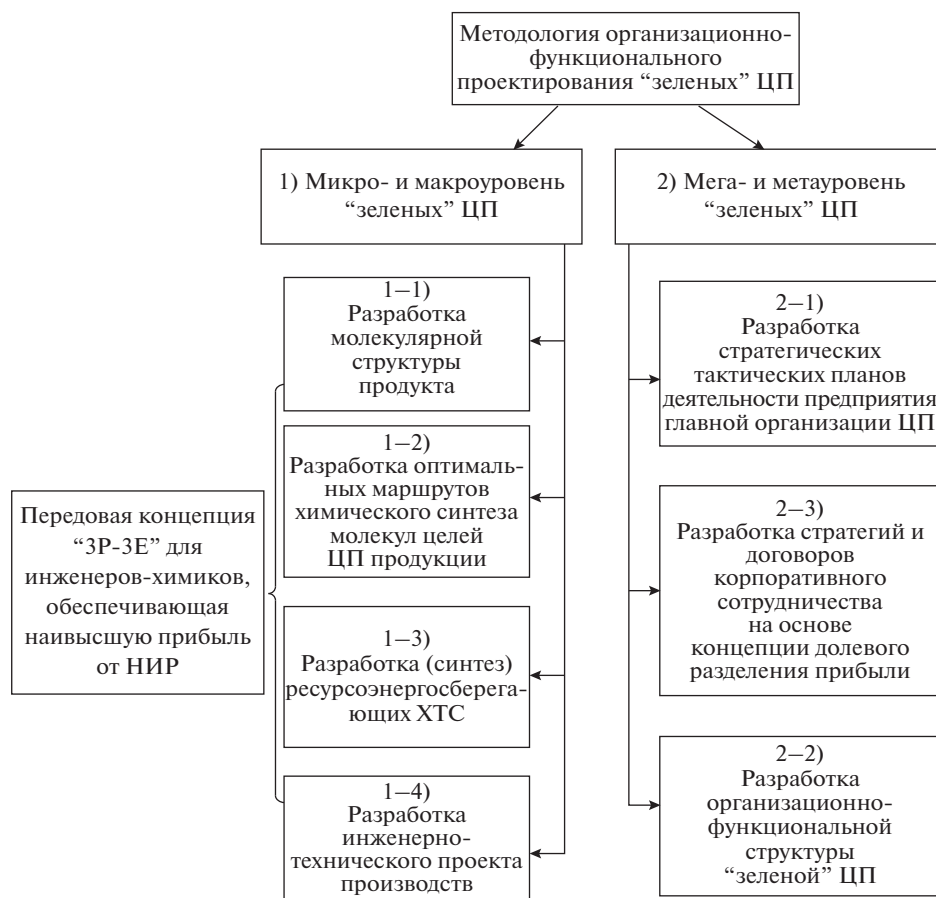 Методология организационно-
функционального
проектирования “зеленых” ЦП
1) Микро- и макроуровень
“зеленых” ЦП
2) Мега- и метауровень
“зеленых” ЦП
1–1)
Разработка
молекулярной
структуры
продукта
1–2)
Разработка оптималь-
ных маршрутов
химического синтеза
молекул целей
ЦП продукции
1–3)
Разработка (синтез)
ресурсоэнергосберега-
ющих ХТС
1–4)
Разработка
инженерно-
технического проекта
производств
Передовая концепция
“3Р-3Е” для
инженеров-химиков,
обеспечивающая
наивысшую прибыль
от НИР
2–1)
Разработка
стратегических
тактических планов
деятельности предприятия
главной организации ЦП
2–3)
Разработка стратегий и
договоров
корпоративного
сотрудничества
на основе
концепции долевого
разделения прибыли
2–2)
Разработка
организационно-
функциональной
структуры
“зеленой” ЦП